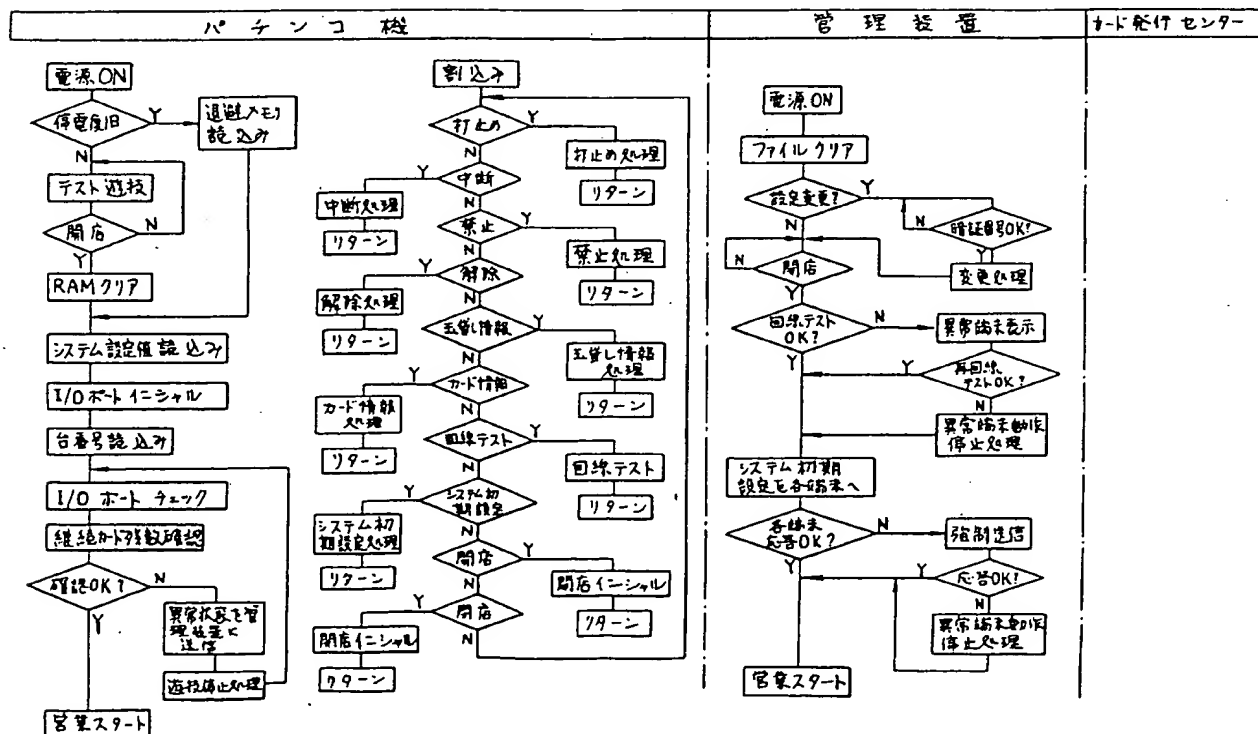 パチンコ機
管理装置
カード発行センター
電源ON
停電復旧
Y
退避メモリ
読込み
N
テスト遊技
開店
N
Y
RAMクリア
システム設定値読込み
I/Oポートイニシャル
台番号読込み
I/Oポートチェック
継続カード残数確認
確認OK?
N
Y
異常状態を管
理装置に
送信
遊技停止処理
営業スタート
割込み
打止め
Y
打止め処理
リターン
N
中断
Y
中断処理
リターン
N
禁止
Y
禁止処理
リターン
N
解除
Y
解除処理
リターン
N
玉貸し情報
Y
玉貸し情報
処理
リターン
N
カード情報
Y
カード情報
処理
リターン
N
回線テスト
Y
回線テスト
リターン
N
システム初
期設定
Y
システム初
期設定処理
リターン
N
開店
Y
開店イニシャル
リターン
N
閉店
Y
閉店イニシャル
リターン
N
電源ON
ファイルクリア
設定変更?
Y
暗証番号OK?
N
Y
変更処理
N
開店
N
Y
回線テスト
OK?
N
異常端末表示
再回線
テストOK?
Y
N
異常端末動作
停止処理
Y
システム初期
設定を各端末へ
各端末
応答OK?
N
強制送信
応答OK?
Y
N
異常端末動作
停止処理
Y
営業スタート